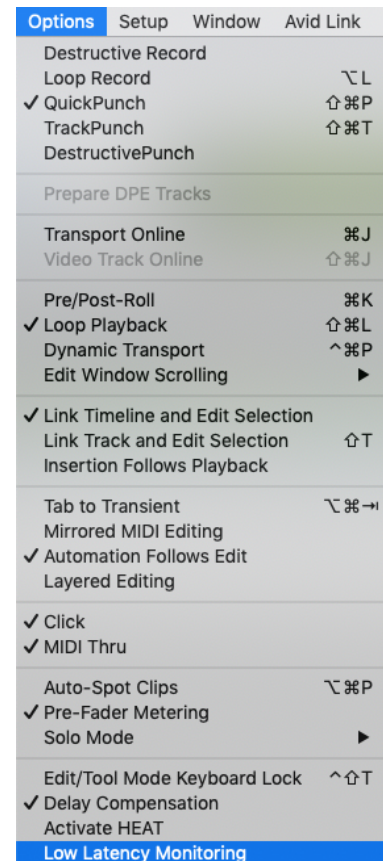 Options Setup Window Avid Link
Destructive Record
Loop Record ⌥L
✓ QuickPunch ⇧⌘P
TrackPunch ⇧⌘T
DestructivePunch
Prepare DPE Tracks
Transport Online ⌘J
Video Track Online ⇧⌘J
Pre/Post-Roll ⌘K
✓ Loop Playback ⇧⌘L
Dynamic Transport ^⌘P
Edit Window Scrolling ▶
✓ Link Timeline and Edit Selection
Link Track and Edit Selection ⇧T
Insertion Follows Playback
Tab to Transient ⌥⌘⇥
Mirrored MIDI Editing
✓ Automation Follows Edit
Layered Editing
✓ Click
✓ MIDI Thru
Auto-Spot Clips ⌥⌘P
✓ Pre-Fader Metering
Solo Mode ▶
Edit/Tool Mode Keyboard Lock ^⇧T
✓ Delay Compensation
Activate HEAT
Low Latency Monitoring